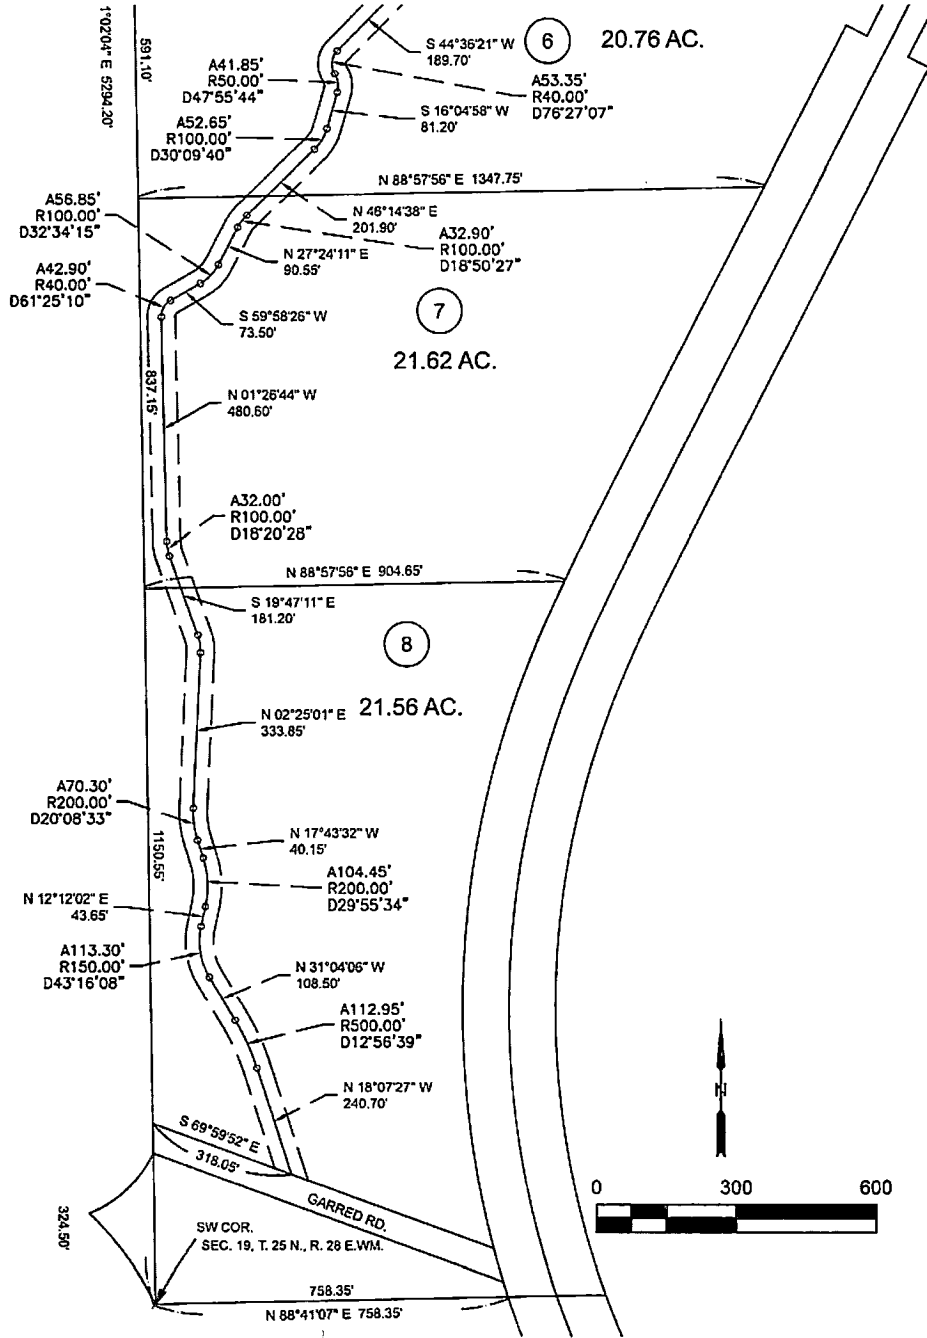 1°02'04" E 5294.20'
591.10'
A41.85'
R50.00'
D47°55'44"
S 44°36'21" W
189.70'
6
20.76 AC.
A53.35'
R40.00'
D76°27'07"
S 16°04'58" W
81.20'
A52.65'
R100.00'
D30°09'40"
N 88°57'56" E 1347.75'
A56.85'
R100.00'
D32°34'15"
N 46°14'38" E
201.90'
A32.90'
R100.00'
D18°50'27"
N 27°24'11" E
90.55'
A42.90'
R40.00'
D61°25'10"
S 59°58'26" W
73.50'
7
21.62 AC.
837.15'
N 01°26'44" W
480.60'
A32.00'
R100.00'
D18°20'28"
N 88°57'56" E 904.65'
S 19°47'11" E
181.20'
8
21.56 AC.
N 02°25'01" E
333.85'
A70.30'
R200.00'
D20°08'33"
1150.55'
N 17°43'32" W
40.15'
A104.45'
R200.00'
D29°55'34"
N 12°12'02" E
43.65'
A113.30'
R150.00'
D43°16'08"
N 31°04'06" W
108.50'
A112.95'
R500.00'
D12°56'39"
N 18°07'27" W
240.70'
S 69°59'52" E
318.05'
GARRED RD.
324.50'
SW COR.
SEC. 19, T. 25 N., R. 28 E.WM.
758.35'
N 88°41'07" E 758.35'
N
0 300 600